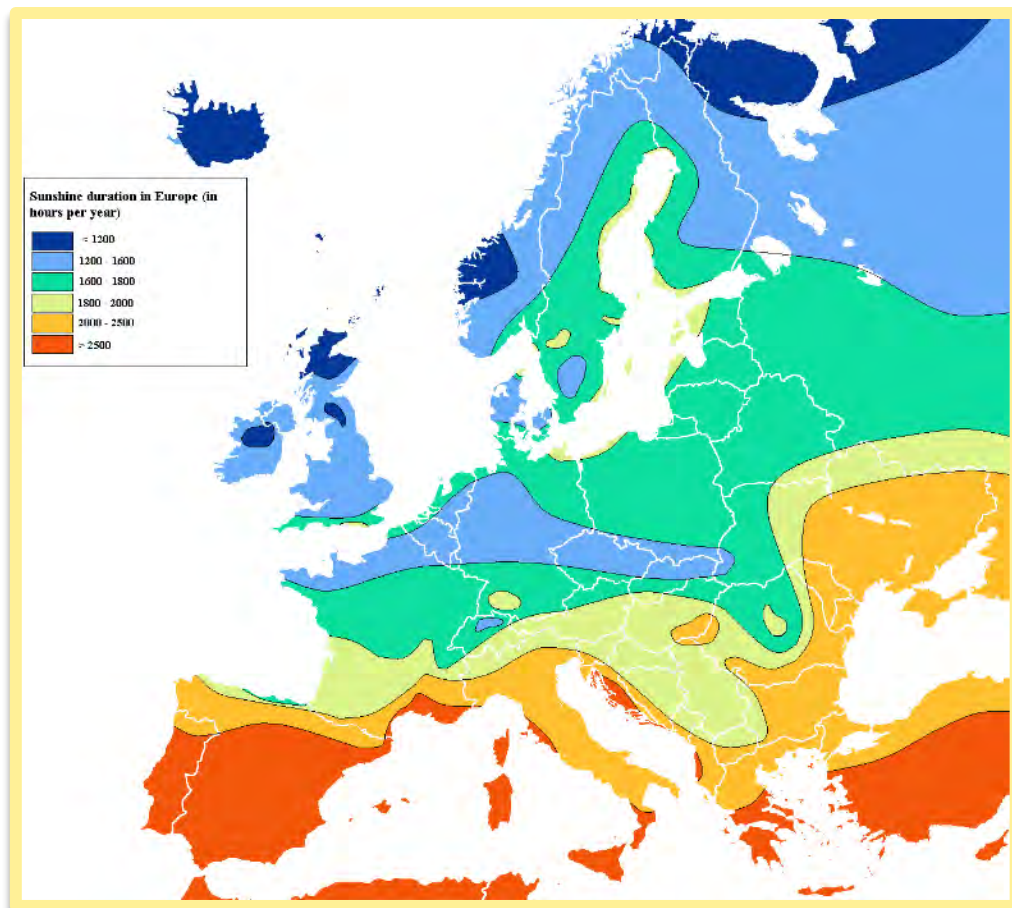 Sunshine duration in Europe (in
hours per year)
< 1200
1200 - 1600
1600 - 1800
1800 - 2000
2000 - 2500
> 2500